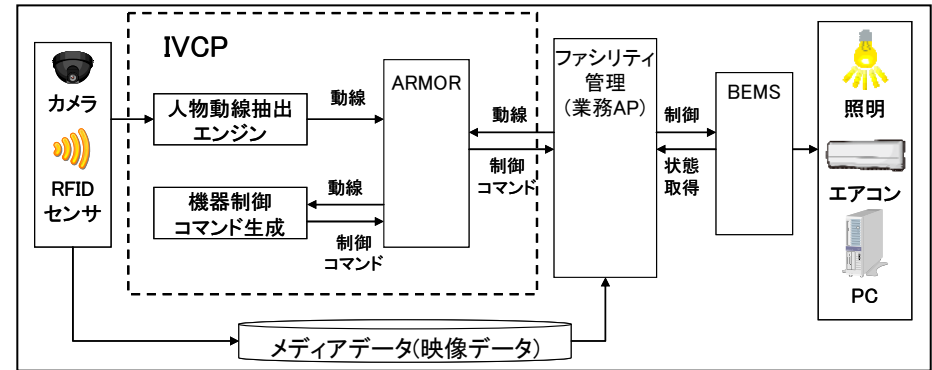 IVCP
カメラ
RFID
センサ
人物動線抽出
エンジン
動線
ARMOR
機器制御
コマンド生成
動線
制御
コマンド
動線
制御
コマンド
ファシリティ
管理
(業務AP)
制御
状態
取得
BEMS
照明
エアコン
PC
メディアデータ(映像データ)